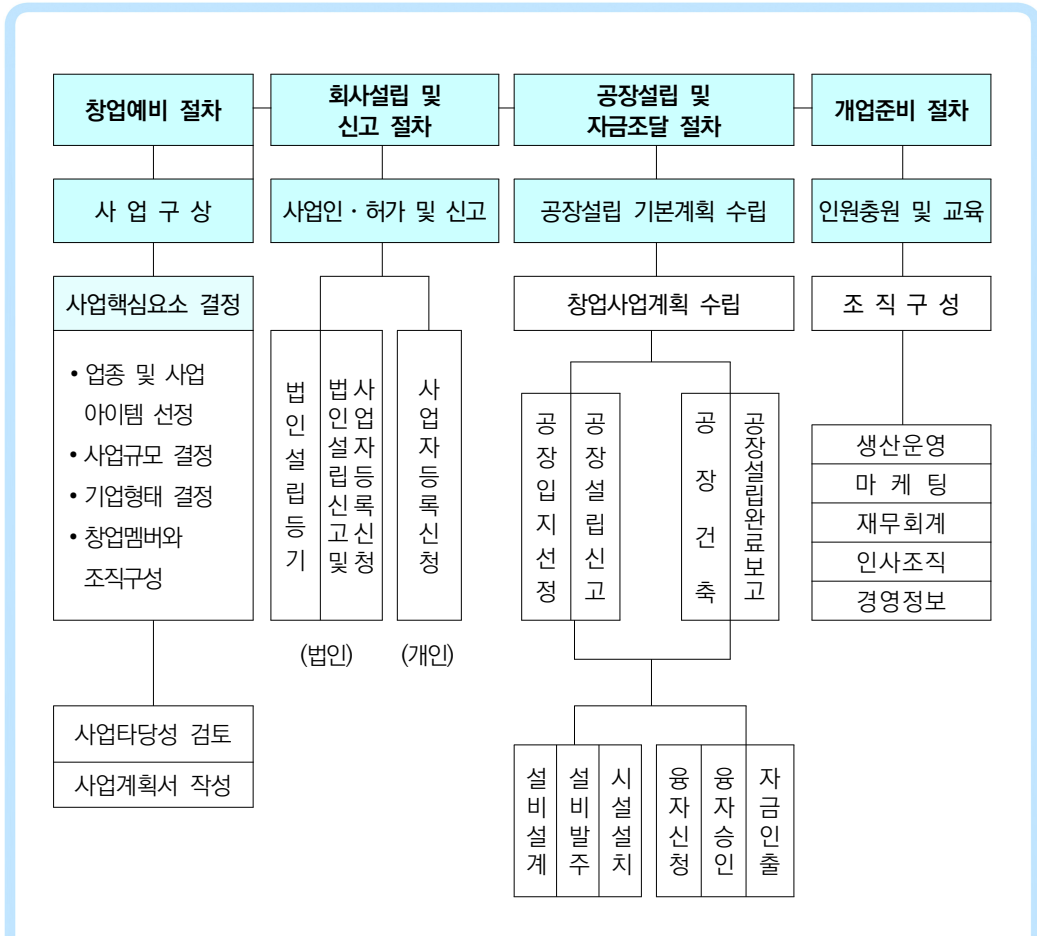 창업예비 절차
회사설립 및
신고 절차
공장설립 및
자금조달 절차
개업준비 절차
사 업 구 상
사업인 · 허가 및 신고
공장설립 기본계획 수립
인원충원 및 교육
사업핵심요소 결정
창업사업계획 수립
조 직 구 성
• 업종 및 사업
아이템 선정
• 사업규모 결정
• 기업형태 결정
• 창업멤버와
조직구성
법인설립등기
법인설립신고및
사업자등록신청
사업자등록신청
(법인)
(개인)
공장입지선정
공장설립신고
공장건축
공장설립완료보고
생산운영
마 케 팅
재무회계
인사조직
경영정보
사업타당성 검토
사업계획서 작성
설비설계
설비발주
시설설치
융자신청
융자승인
자금인출